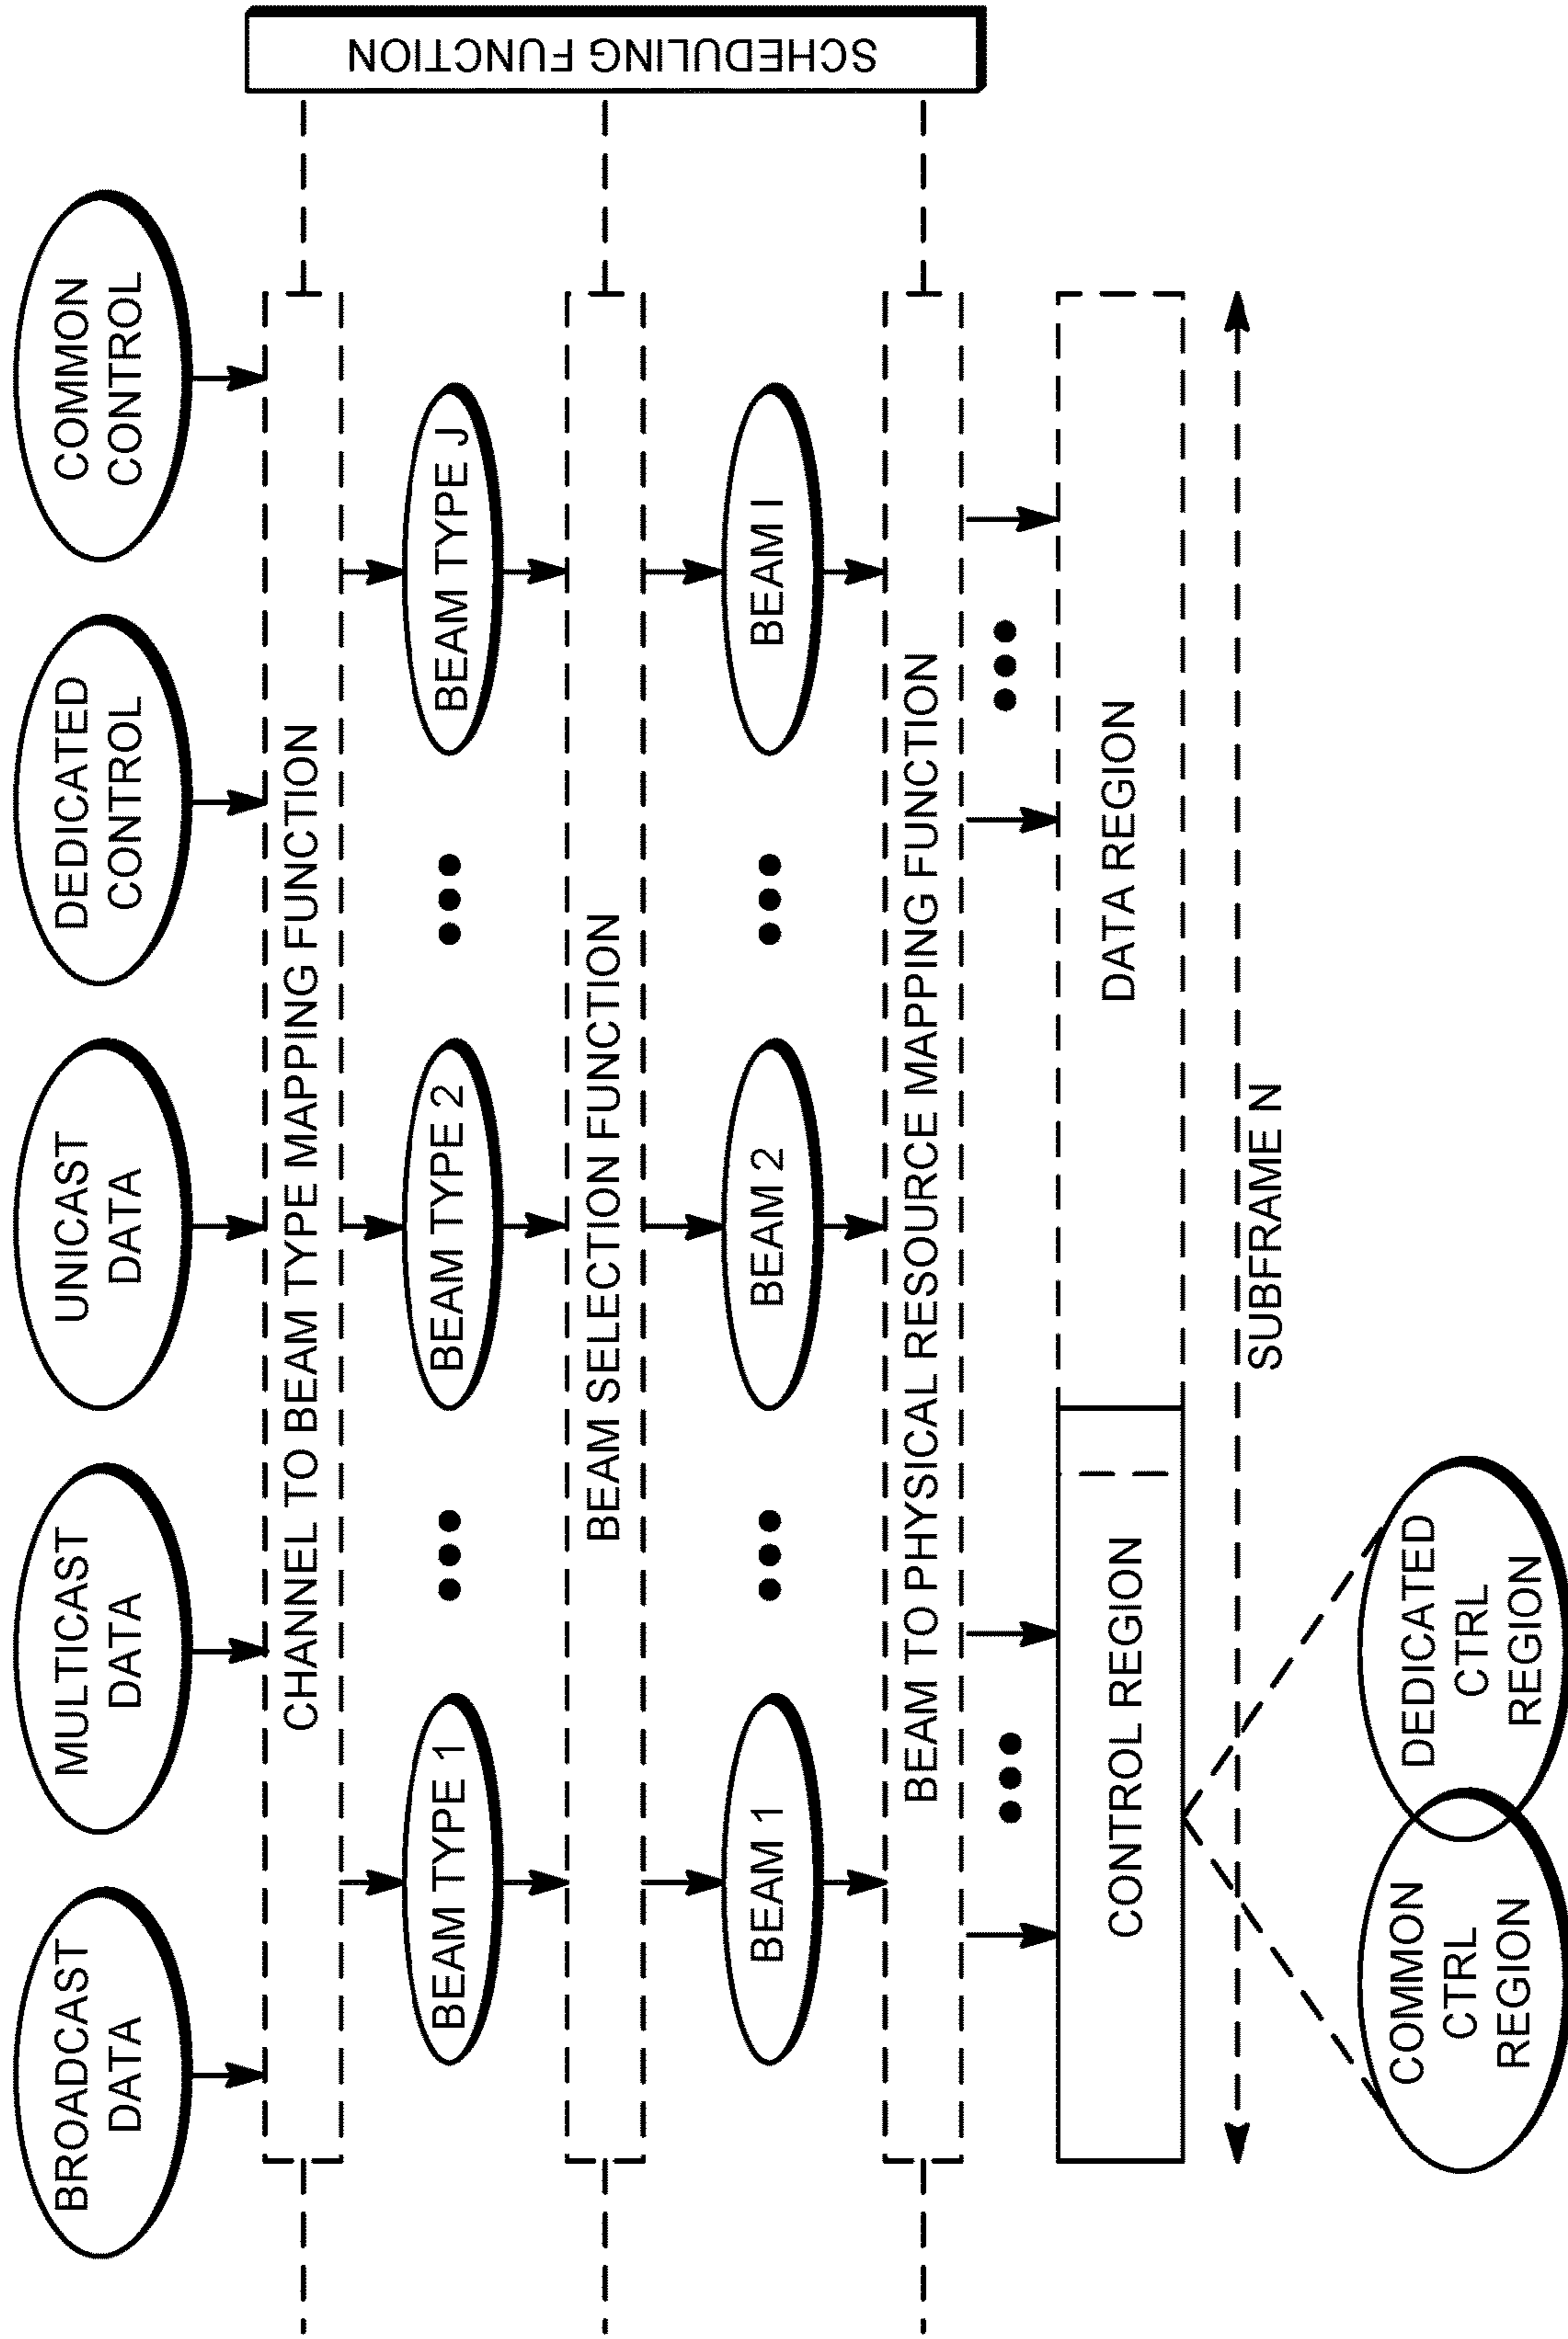 BROADCAST
DATA
MULTICAST
DATA
UNICAST
DATA
DEDICATED
CONTROL
COMMON
CONTROL
CHANNEL TO BEAM TYPE MAPPING FUNCTION
BEAM TYPE 1
BEAM TYPE 2
BEAM TYPE J
BEAM SELECTION FUNCTION
BEAM 1
BEAM 2
BEAM I
BEAM TO PHYSICAL RESOURCE MAPPING FUNCTION
SCHEDULING FUNCTION
CONTROL REGION
DATA REGION
SUBFRAME N
COMMON
CTRL
REGION
DEDICATED
CTRL
REGION